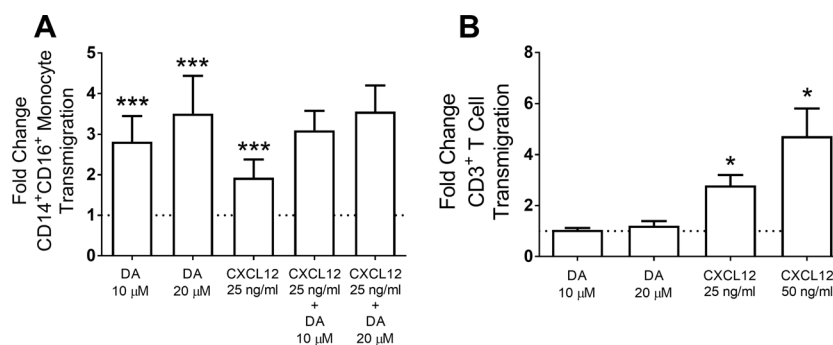 A
Fold Change
CD14⁺CD16⁺ Monocyte
Transmigration
5
4
3
2
1
0
***
***
***
DA
10 μM
DA
20 μM
CXCL12
25 ng/ml
CXCL12
25 ng/ml
+
DA
10 μM
CXCL12
25 ng/ml
+
DA
20 μM
B
Fold Change
CD3⁺ T Cell
Transmigration
8
6
4
2
0
*
*
DA
10 μM
DA
20 μM
CXCL12
25 ng/ml
CXCL12
50 ng/ml